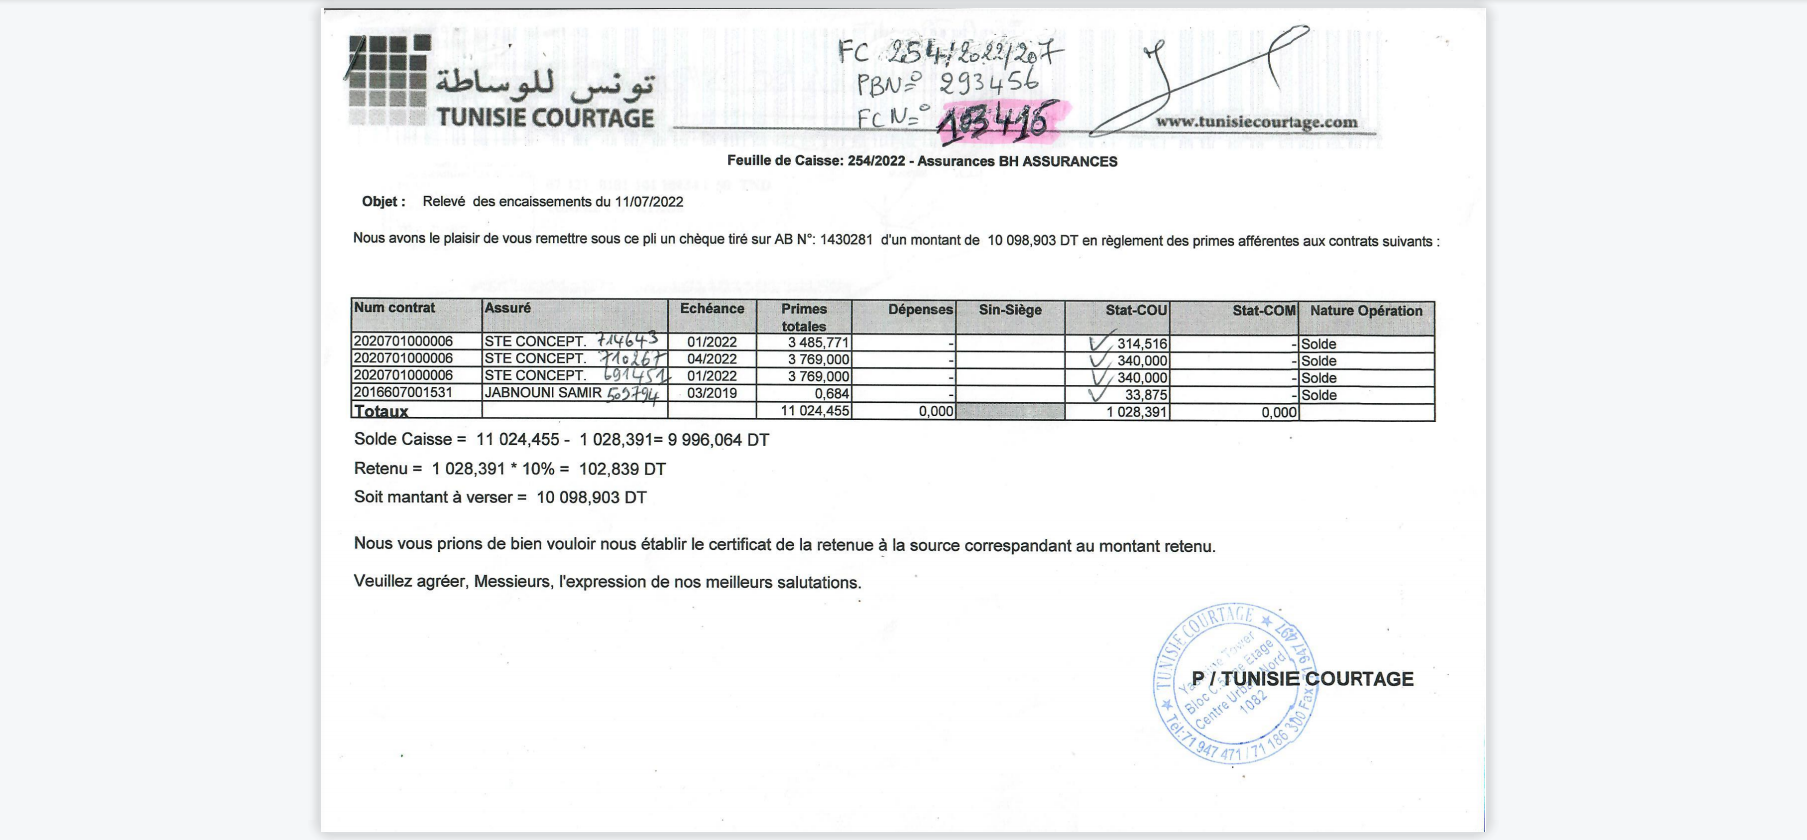 تونس للوساطة
TUNISIE COURTAGE
FC 254/2022/207
PBN=° 293456
FCN=°
www.tunisiecourtage.com
Feuille de Caisse: 254/2022 - Assurances BH ASSURANCES
Objet : Relevé des encaissements du 11/07/2022
Nous avons le plaisir de vous remettre sous ce pli un chèque tiré sur AB N°: 1430281 d'un montant de 10 098,903 DT en règlement des primes afférentes aux contrats suivants :
Num contrat Assuré Echéance Primes totales Dépenses Sin-Siège Stat-COU Stat-COM Nature Opération
2020701000006 STE CONCEPT. 714643 01/2022 3 485,771 - 314,516 - Solde
2020701000006 STE CONCEPT. 710267 04/2022 3 769,000 - 340,000 - Solde
2020701000006 STE CONCEPT. 691451 01/2022 3 769,000 - 340,000 - Solde
2016607001531 JABNOUNI SAMIR 509794 03/2019 0,684 - 33,875 - Solde
Totaux 11 024,455 0,000 1 028,391 0,000
Solde Caisse = 11 024,455 - 1 028,391= 9 996,064 DT
Retenu = 1 028,391 * 10% = 102,839 DT
Soit mantant à verser = 10 098,903 DT
Nous vous prions de bien vouloir nous établir le certificat de la retenue à la source correspandant au montant retenu.
Veuillez agréer, Messieurs, l'expression de nos meilleurs salutations.
P / TUNISIE COURTAGE
★ TUNISIE COURTAGE ★
Bloc C 5 Etage
Centre Urbain Nord
1082
Tél:71 947 471 / 71 186 300 Fax 71 947 497